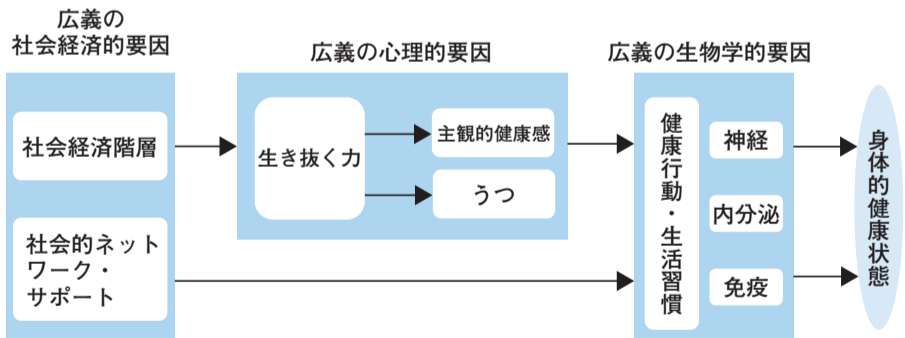 広義の
社会経済的要因
社会経済階層
社会的ネット
ワーク・
サポート
広義の心理的要因
生き抜く力
主観的健康感
うつ
広義の生物学的要因
健康行動・生活習慣
神経
内分泌
免疫
身体的健康状態